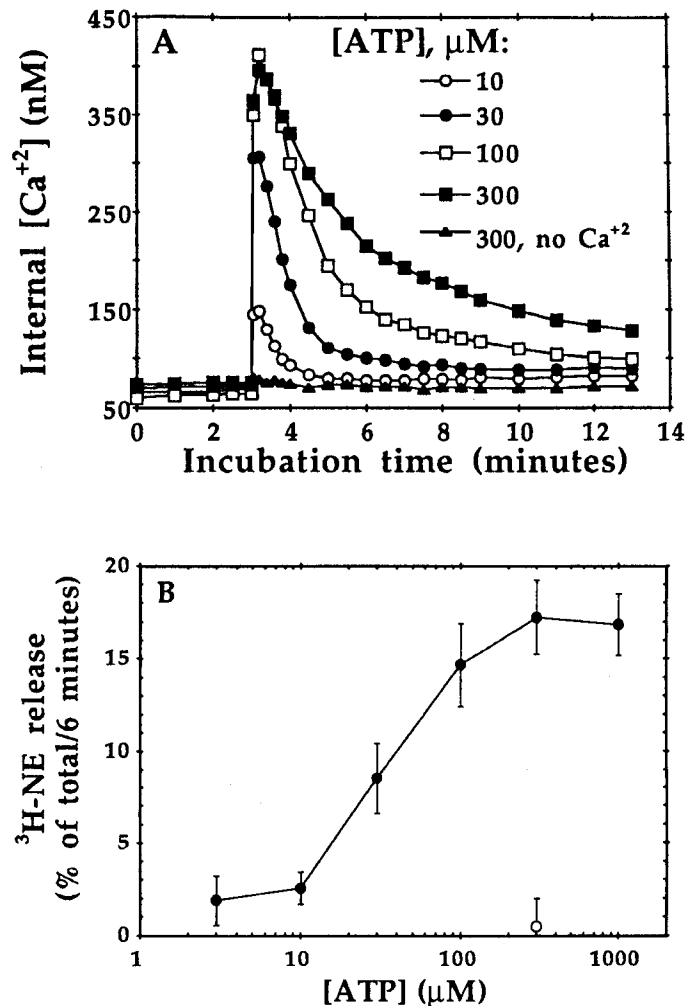 A
[ATP], µM:
10
30
100
300
300, no Ca+2
Internal [Ca+2] (nM)
450
350
250
150
50
0 2 4 6 8 10 12 14
Incubation time (minutes)
B
3H-NE release
(% of total/6 minutes)
20
15
10
5
0
1 10 100 1000
[ATP] (µM)